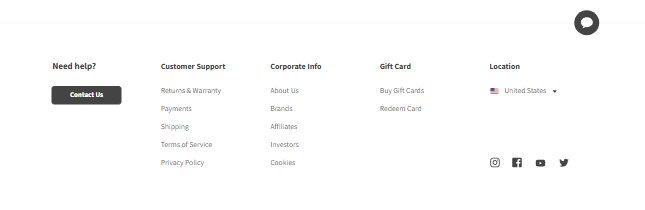 Need help?
Contact Us
Customer Support
Returns & Warranty
Payments
Shipping
Terms of Service
Privacy Policy
Corporate Info
About Us
Brands
Affiliates
Investors
Cookies
Gift Card
Buy Gift Cards
Redeem Card
Location
United States